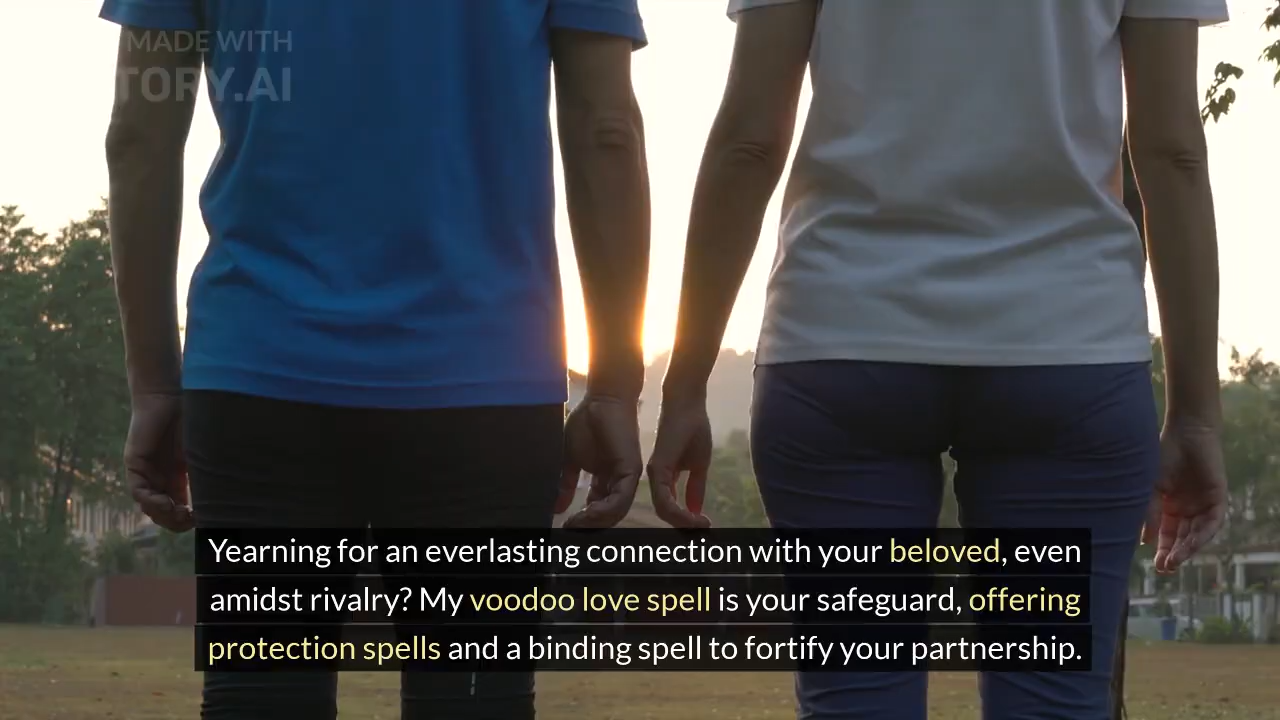 MADE WITH
TORY.AI
Yearning for an everlasting connection with your beloved, even
amidst rivalry? My voodoo love spell is your safeguard, offering
protection spells and a binding spell to fortify your partnership.